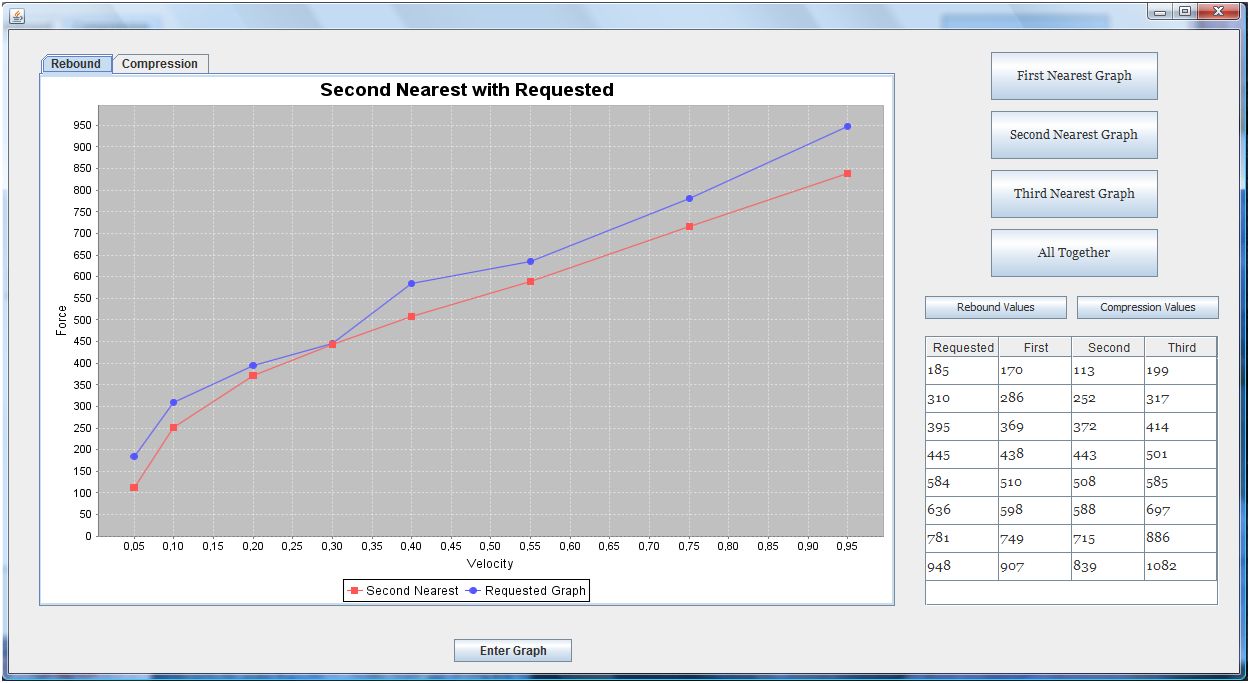 Rebound Compression
Second Nearest with Requested
950
900
850
800
750
700
650
600
550
500
450
400
350
300
250
200
150
100
50
0
Force
0,05 0,10 0,15 0,20 0,25 0,30 0,35 0,40 0,45 0,50 0,55 0,60 0,65 0,70 0,75 0,80 0,85 0,90 0,95
Velocity
Second Nearest Requested Graph
Enter Graph
First Nearest Graph
Second Nearest Graph
Third Nearest Graph
All Together
Rebound Values Compression Values
Requested First Second Third
185 170 113 199
310 286 252 317
395 369 372 414
445 438 443 501
584 510 508 585
636 598 588 697
781 749 715 886
948 907 839 1082